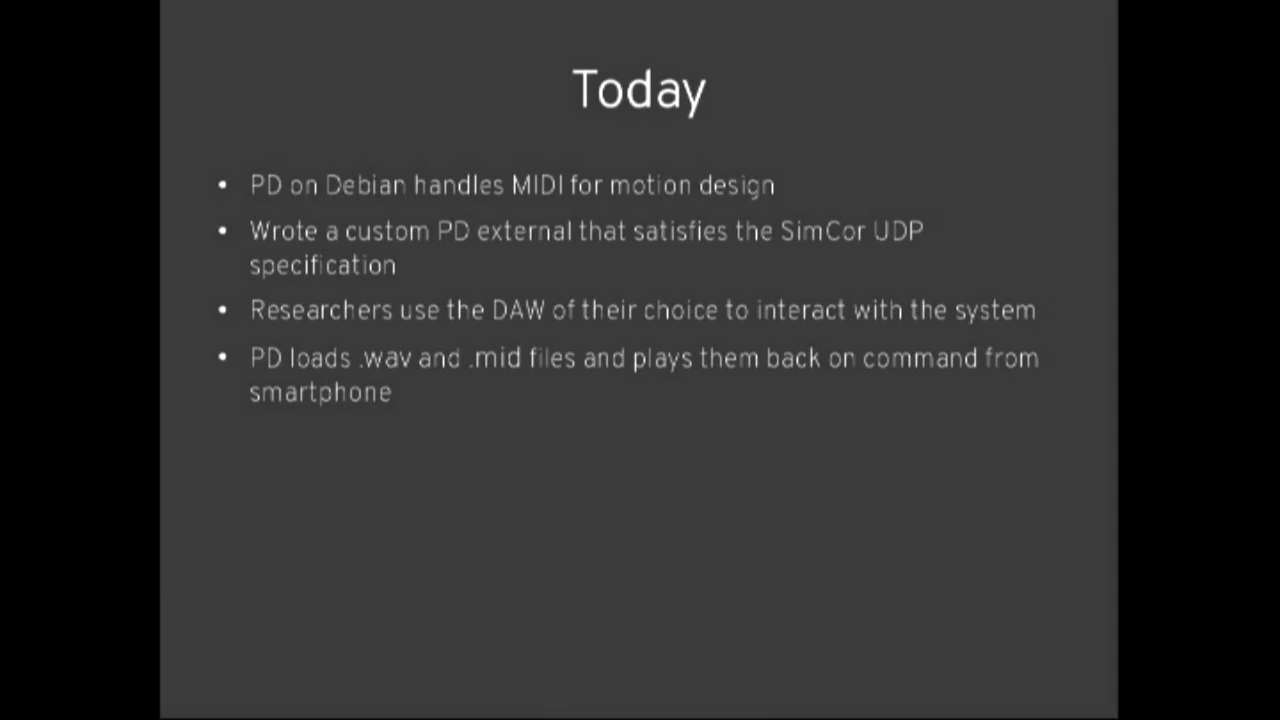 Today
• PD on Debian handles MIDI for motion design
• Wrote a custom PD external that satisfies the SimCor UDP
specification
• Researchers use the DAW of their choice to interact with the system
• PD loads .wav and .mid files and plays them back on command from
smartphone